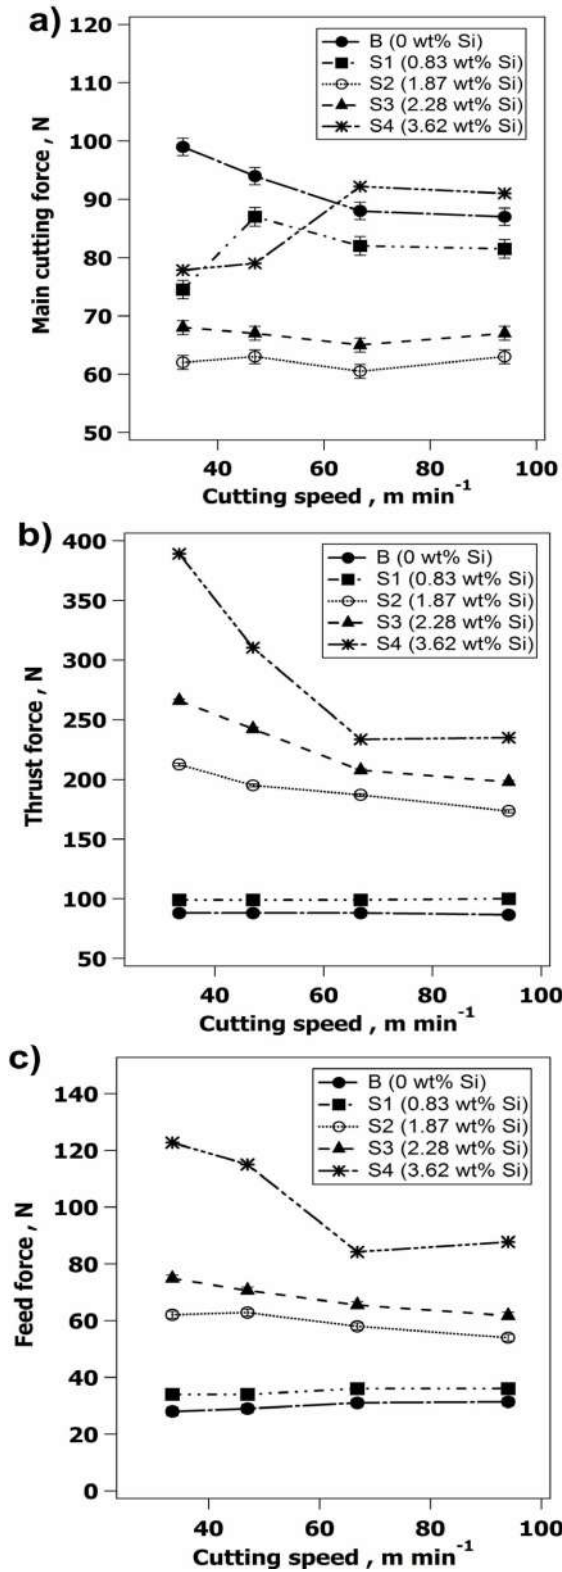 a)
120
110
100
90
80
70
60
50
Main cutting force , N
B (0 wt% Si)
S1 (0.83 wt% Si)
S2 (1.87 wt% Si)
S3 (2.28 wt% Si)
S4 (3.62 wt% Si)
40 60 80 100
Cutting speed , m min⁻¹
b)
400
350
300
250
200
150
100
50
Thrust force , N
B (0 wt% Si)
S1 (0.83 wt% Si)
S2 (1.87 wt% Si)
S3 (2.28 wt% Si)
S4 (3.62 wt% Si)
40 60 80 100
Cutting speed , m min⁻¹
c)
140
120
100
80
60
40
20
0
Feed force , N
B (0 wt% Si)
S1 (0.83 wt% Si)
S2 (1.87 wt% Si)
S3 (2.28 wt% Si)
S4 (3.62 wt% Si)
40 60 80 100
Cutting speed , m min⁻¹